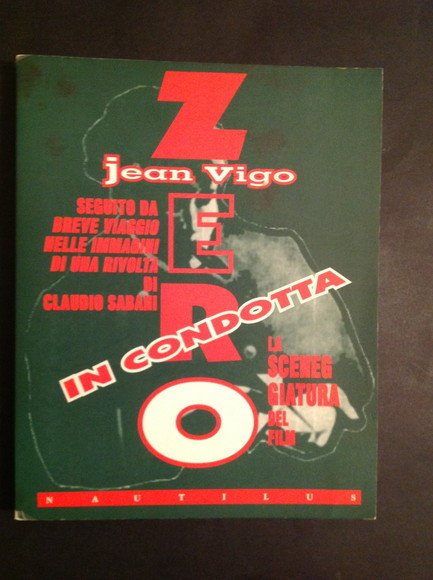 jean Vigo
ZERO
IN CONDOTTA
SEGUITO DA
BREVE VIAGGIO
NELLE IMMAGINI
DI UNA RIVOLTA
DI
CLAUDIO SABANI
LA
SCENEG
GIATURA
DEL
FILM
NAUTILUS